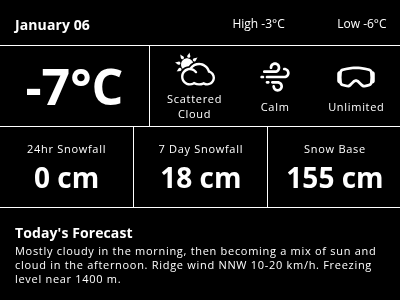 January 06 High -3°C Low -6°C
-7°C
Scattered
Cloud
Calm
Unlimited
24hr Snowfall
0 cm
7 Day Snowfall
18 cm
Snow Base
155 cm
Today's Forecast
Mostly cloudy in the morning, then becoming a mix of sun and
cloud in the afternoon. Ridge wind NNW 10-20 km/h. Freezing
level near 1400 m.